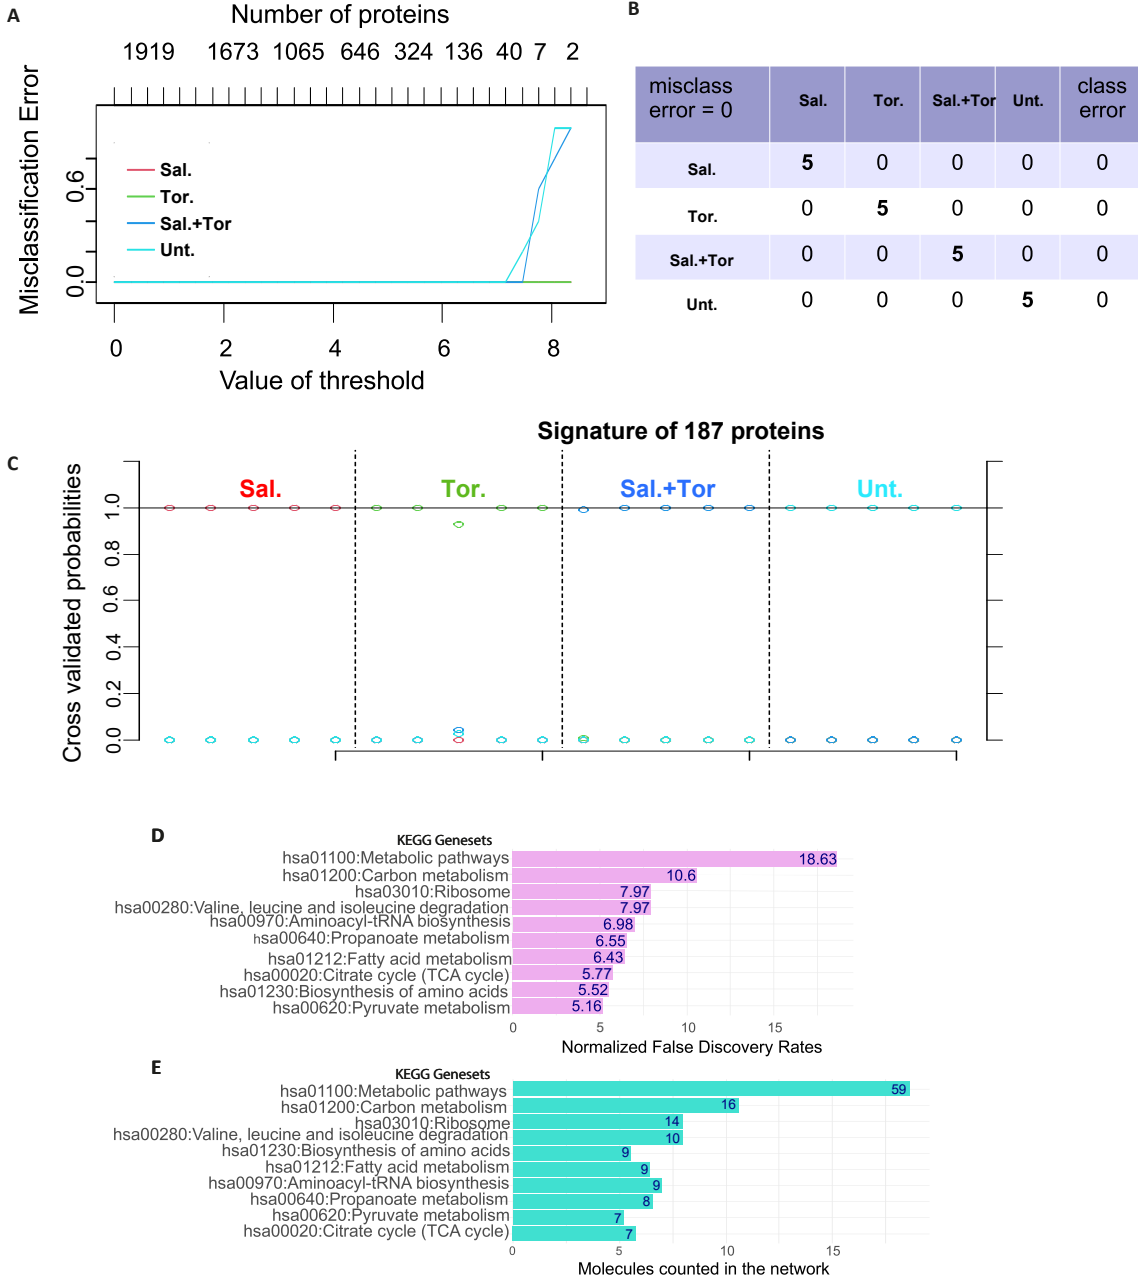 A
Number of proteins
1919 1673 1065 646 324 136 40 7 2
Misclassification Error
0.6
0.0
Sal.
Tor.
Sal.+Tor
Unt.
0 2 4 6 8
Value of threshold
B
misclass error = 0 Sal. Tor. Sal.+Tor Unt. class error
Sal. 5 0 0 0 0
Tor. 0 5 0 0 0
Sal.+Tor 0 0 5 0 0
Unt. 0 0 0 5 0
C
Signature of 187 proteins
Sal. Tor. Sal.+Tor Unt.
Cross validated probabilities
1.0
0.8
0.6
0.4
0.2
0.0
D
KEGG Genesets
hsa01100:Metabolic pathways 18.63
hsa01200:Carbon metabolism 10.6
hsa03010:Ribosome 7.97
hsa00280:Valine, leucine and isoleucine degradation 7.97
hsa00970:Aminoacyl-tRNA biosynthesis 6.98
hsa00640:Propanoate metabolism 6.55
hsa01212:Fatty acid metabolism 6.43
hsa00020:Citrate cycle (TCA cycle) 5.77
hsa01230:Biosynthesis of amino acids 5.52
hsa00620:Pyruvate metabolism 5.16
0 5 10 15
Normalized False Discovery Rates
E
KEGG Genesets
hsa01100:Metabolic pathways 59
hsa01200:Carbon metabolism 16
hsa03010:Ribosome 14
hsa00280:Valine, leucine and isoleucine degradation 10
hsa01230:Biosynthesis of amino acids 9
hsa01212:Fatty acid metabolism 9
hsa00970:Aminoacyl-tRNA biosynthesis 9
hsa00640:Propanoate metabolism 8
hsa00620:Pyruvate metabolism 7
hsa00020:Citrate cycle (TCA cycle) 7
0 5 10 15
Molecules counted in the network